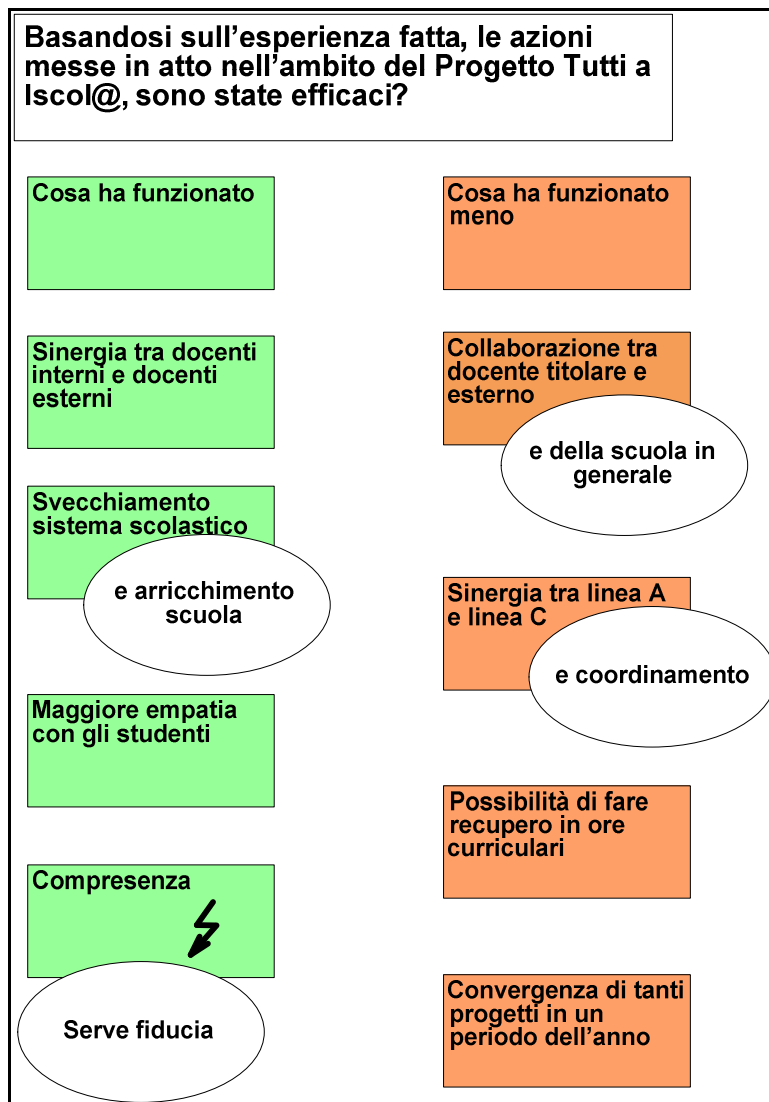 Basandosi sull'esperienza fatta, le azioni
messe in atto nell'ambito del Progetto Tutti a
Iscol@, sono state efficaci?
Cosa ha funzionato
Sinergia tra docenti
interni e docenti
esterni
Svecchiamento
sistema scolastico
e arricchimento
scuola
Maggiore empatia
con gli studenti
Compresenza
Serve fiducia
Cosa ha funzionato
meno
Collaborazione tra
docente titolare e
esterno
e della scuola in
generale
Sinergia tra linea A
e linea C
e coordinamento
Possibilità di fare
recupero in ore
curriculari
Convergenza di tanti
progetti in un
periodo dell'anno